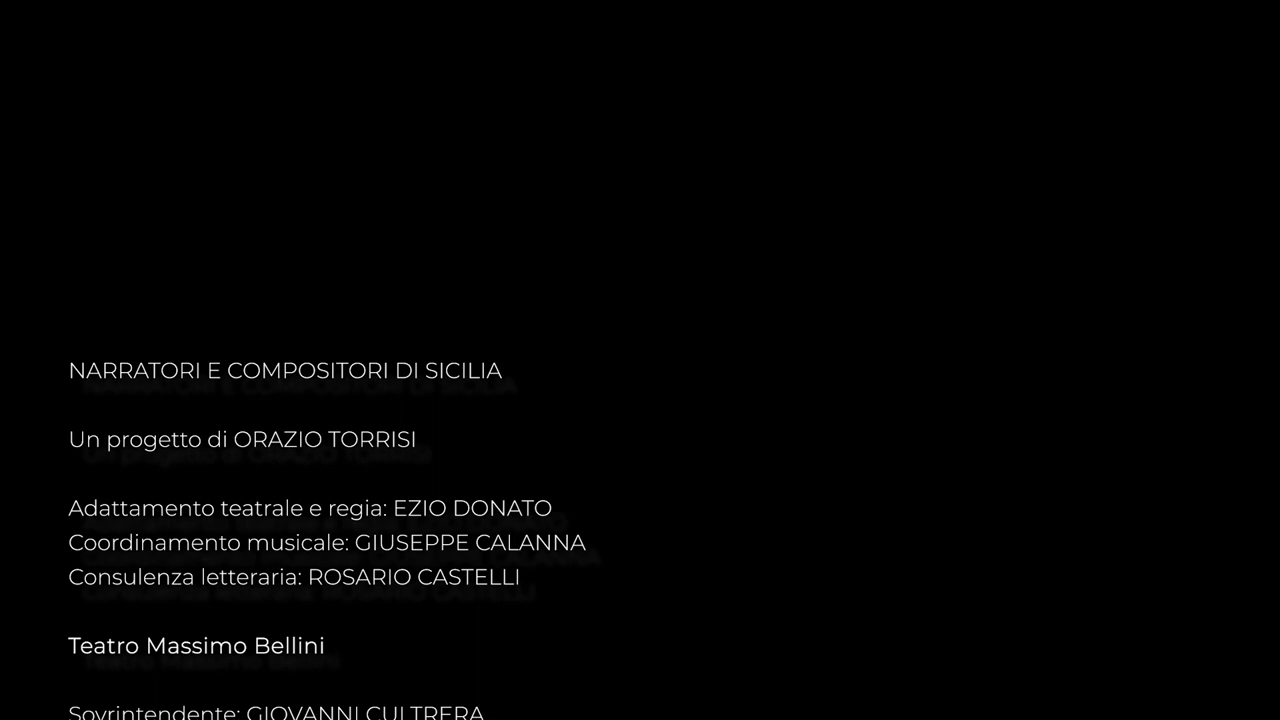 NARRATORI E COMPOSITORI DI SICILIA
Un progetto di ORAZIO TORRISI
Adattamento teatrale e regia: EZIO DONATO
Coordinamento musicale: GIUSEPPE CALANNA
Consulenza letteraria: ROSARIO CASTELLI
Teatro Massimo Bellini
Sovrintendente: GIOVANNI CULTRERA